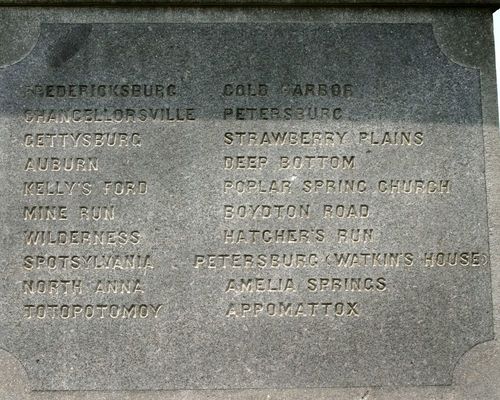 FREDERICKSBURG COLD HARBOR
CHANCELLORSVILLE PETERSBURG
GETTYSBURG STRAWBERRY PLAINS
AUBURN DEEP BOTTOM
KELLY'S FORD POPLAR SPRING CHURCH
MINE RUN BOYDTON ROAD
WILDERNESS HATCHER'S RUN
SPOTSYLVANIA PETERSBURG (WATKIN'S HOUSE)
NORTH ANNA AMELIA SPRINGS
TOTOPOTOMOY APPOMATTOX